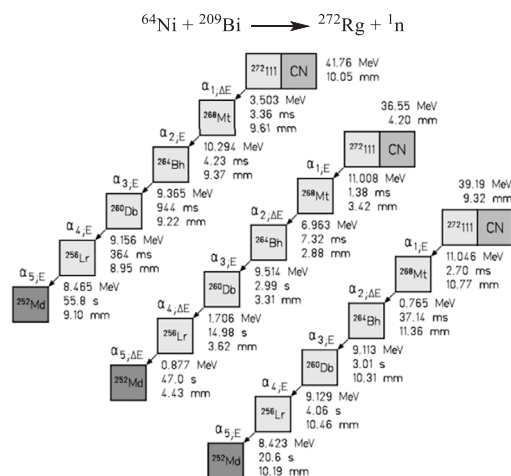 ⁶⁴Ni + ²⁰⁹Bi ⟶ ²⁷²Rg + ¹n
²⁷²111 CN
41.76 MeV
10.05 mm
α₁,ΔE
3.503 MeV
3.36 ms
9.61 mm
²⁶⁸Mt
α₂,E
10.294 MeV
4.23 ms
9.37 mm
²⁶⁴Bh
α₃,E
9.365 MeV
944 ms
9.22 mm
²⁶⁰Db
α₄,E
9.156 MeV
364 ms
8.95 mm
²⁵⁶Lr
α₅,E
8.465 MeV
55.8 s
9.10 mm
²⁵²Md
36.55 MeV
4.20 mm
²⁷²111 CN
α₁,E
11.008 MeV
1.38 ms
3.42 mm
²⁶⁸Mt
α₂,ΔE
6.963 MeV
7.32 ms
2.88 mm
²⁶⁴Bh
α₃,E
9.514 MeV
2.99 s
3.31 mm
²⁶⁰Db
α₄,ΔE
1.706 MeV
14.98 s
3.62 mm
²⁵⁶Lr
α₅,ΔE
0.877 MeV
47.0 s
4.43 mm
²⁵²Md
39.19 MeV
9.32 mm
²⁷²111 CN
α₁,E
11.046 MeV
2.70 ms
10.77 mm
²⁶⁸Mt
α₂,ΔE
0.765 MeV
37.14 ms
11.36 mm
²⁶⁴Bh
α₃,E
9.113 MeV
3.01 s
10.31 mm
²⁶⁰Db
α₄,E
9.129 MeV
4.06 s
10.46 mm
²⁵⁶Lr
α₅,E
8.423 MeV
20.6 s
10.19 mm
²⁵²Md